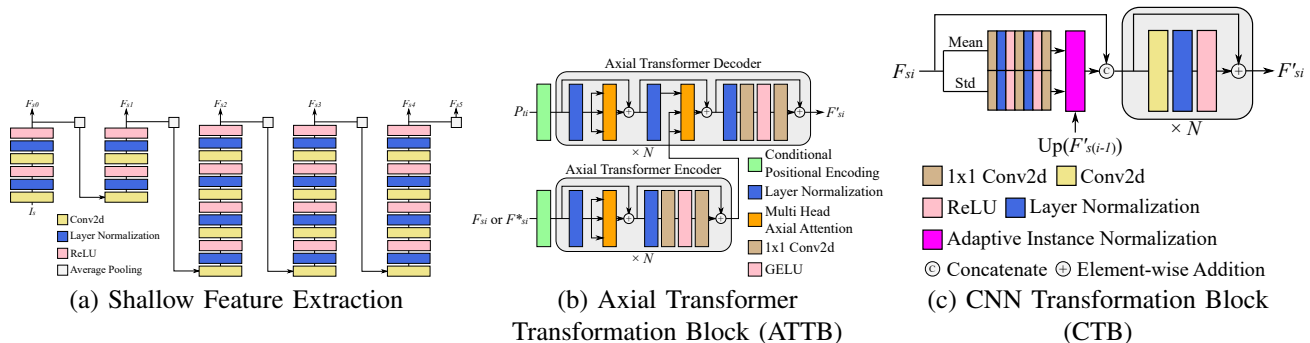 F_{s0}
F_{s1}
F_{s2}
F_{s3}
F_{s4}
F_{s5}
I_s
Conv2d
Layer Normalization
ReLU
Average Pooling
(a) Shallow Feature Extraction
Axial Transformer Decoder
P_{ti}
F'_{si}
× N
Axial Transformer Encoder
F_{si} or F*_{si}
× N
Conditional
Positional Encoding
Layer Normalization
Multi Head
Axial Attention
1x1 Conv2d
GELU
(b) Axial Transformer
Transformation Block (ATTB)
F_{si}
Mean
Std
C
F'_{si}
× N
Up(F'_{s(i-1)})
1x1 Conv2d
Conv2d
ReLU
Layer Normalization
Adaptive Instance Normalization
© Concatenate ⊕ Element-wise Addition
(c) CNN Transformation Block
(CTB)